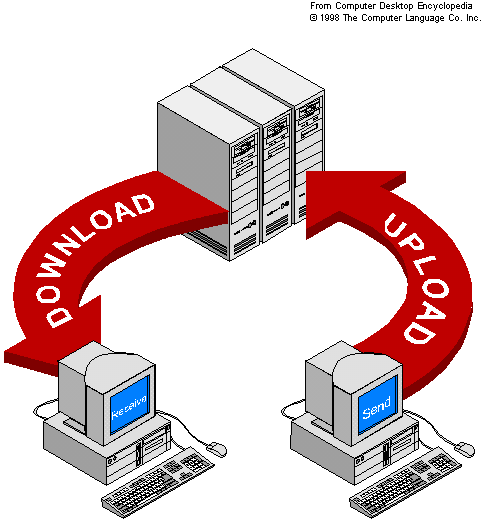 From Computer Desktop Encyclopedia
© 1998 The Computer Language Co. Inc.
DOWNLOAD
UPLOAD
Receive
Send